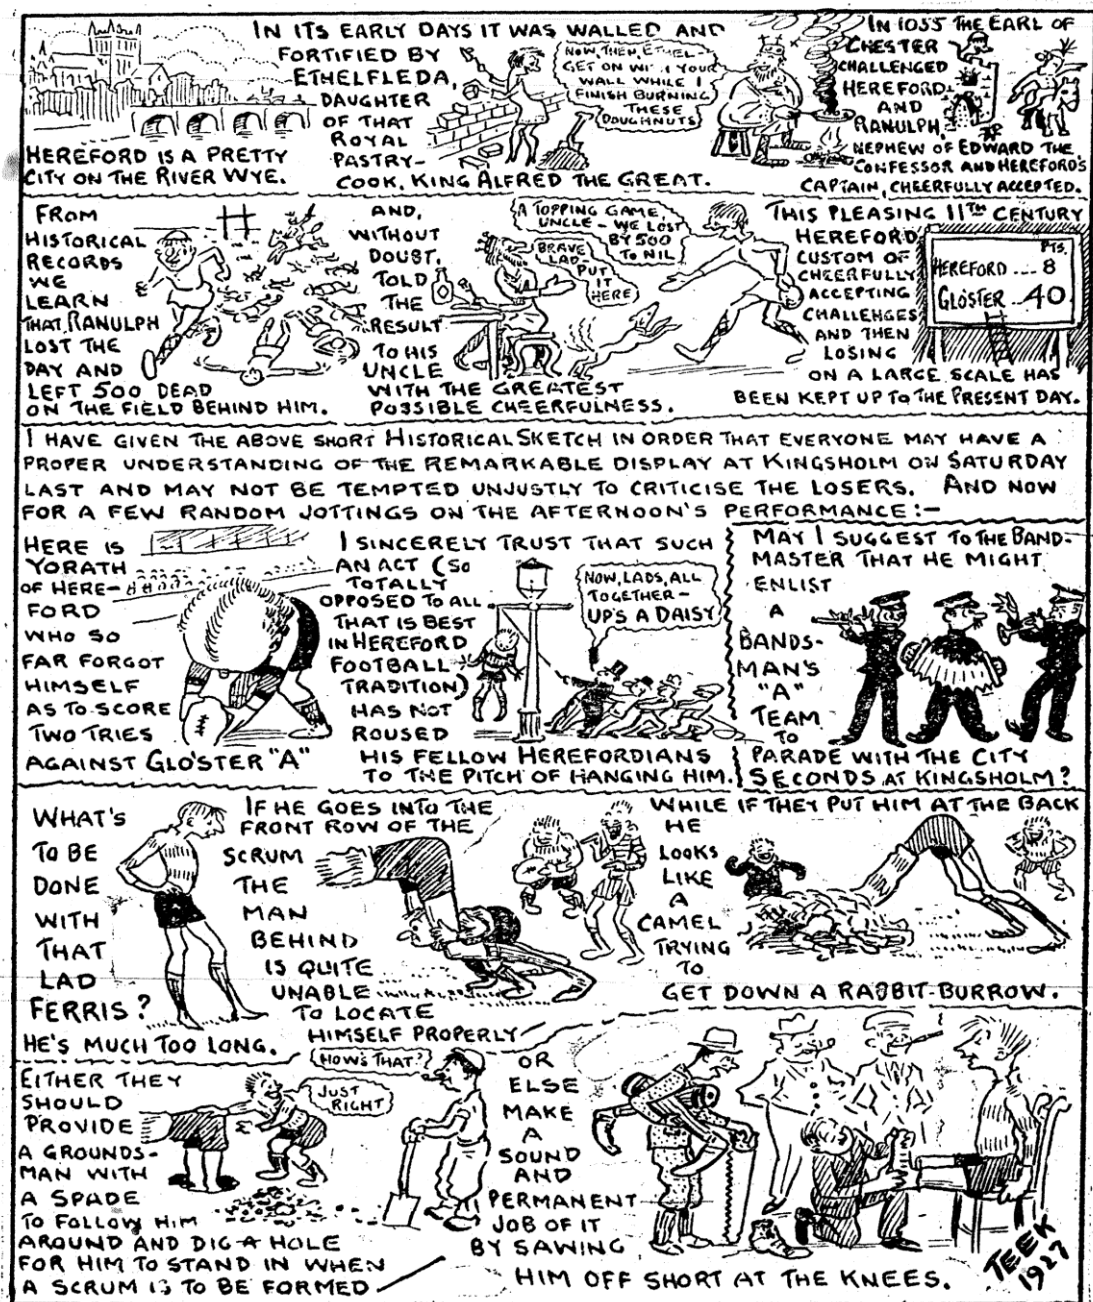 IN ITS EARLY DAYS IT WAS WALLED AND
FORTIFIED BY
ETHELFLEDA,
DAUGHTER
OF THAT
ROYAL
PASTRY-
COOK, KING ALFRED THE GREAT.
HEREFORD IS A PRETTY
CITY ON THE RIVER WYE.
NOW, THEN, ETHEL-
GET ON WITH YOUR
WALL WHILE I
FINISH BURNING
THESE
DOUGHNUTS
IN 1055 THE EARL OF
CHESTER
CHALLENGED
HEREFORD
AND
RANULPH,
NEPHEW OF EDWARD THE
CONFESSOR AND HEREFORD'S
CAPTAIN, CHEERFULLY ACCEPTED.
FROM
HISTORICAL
RECORDS
WE
LEARN
THAT RANULPH
LOST THE
DAY AND
LEFT 500 DEAD
ON THE FIELD BEHIND HIM.
AND,
WITHOUT
DOUBT,
TOLD
THE
RESULT
TO HIS
UNCLE
WITH THE GREATEST
POSSIBLE CHEERFULNESS.
A TOPPING GAME,
UNCLE - WE LOST
BY 500
TO NIL
BRAVE
LAD-
PUT
IT
HERE
THIS PLEASING 11TH CENTURY
HEREFORD
CUSTOM OF
CHEERFULLY
ACCEPTING
CHALLENGES
AND THEN
LOSING
ON A LARGE SCALE HAS
BEEN KEPT UP TO THE PRESENT DAY.
PTS.
HEREFORD .... 8
GLOSTER .. 40
I HAVE GIVEN THE ABOVE SHORT HISTORICAL SKETCH IN ORDER THAT EVERYONE MAY HAVE A
PROPER UNDERSTANDING OF THE REMARKABLE DISPLAY AT KINGSHOLM ON SATURDAY
LAST AND MAY NOT BE TEMPTED UNJUSTLY TO CRITICISE THE LOSERS. AND NOW
FOR A FEW RANDOM JOTTINGS ON THE AFTERNOON'S PERFORMANCE:-
HERE IS
YORATH
OF HERE-
FORD
WHO SO
FAR FORGOT
HIMSELF
AS TO SCORE
TWO TRIES
AGAINST GLO'STER "A"
I SINCERELY TRUST THAT SUCH
AN ACT (SO
TOTALLY
OPPOSED TO ALL
THAT IS BEST
IN HEREFORD
FOOTBALL
TRADITION)
HAS NOT
ROUSED
HIS FELLOW HEREFORDIANS
TO THE PITCH OF HANGING HIM.
NOW, LADS, ALL
TOGETHER-
UP'S A DAISY
MAY I SUGGEST TO THE BAND-
MASTER THAT HE MIGHT
ENLIST
A
BANDS-
MAN'S
"A"
TEAM
TO
PARADE WITH THE CITY
SECONDS AT KINGSHOLM?
WHAT'S
TO BE
DONE
WITH
THAT
LAD
FERRIS?
HE'S MUCH TOO LONG.
IF HE GOES INTO THE
FRONT ROW OF THE
SCRUM
THE
MAN
BEHIND
IS QUITE
UNABLE
TO LOCATE
HIMSELF PROPERLY
WHILE IF THEY PUT HIM AT THE BACK
HE
LOOKS
LIKE
A
CAMEL
TRYING
TO
GET DOWN A RABBIT-BURROW.
EITHER THEY
SHOULD
PROVIDE
A GROUNDS-
MAN WITH
A SPADE
TO FOLLOW HIM
AROUND AND DIG A HOLE
FOR HIM TO STAND IN WHEN
A SCRUM IS TO BE FORMED
HOW'S THAT?
JUST
RIGHT
OR
ELSE
MAKE
A
SOUND
AND
PERMANENT
JOB OF IT
BY SAWING
HIM OFF SHORT AT THE KNEES.
TEEK
1927